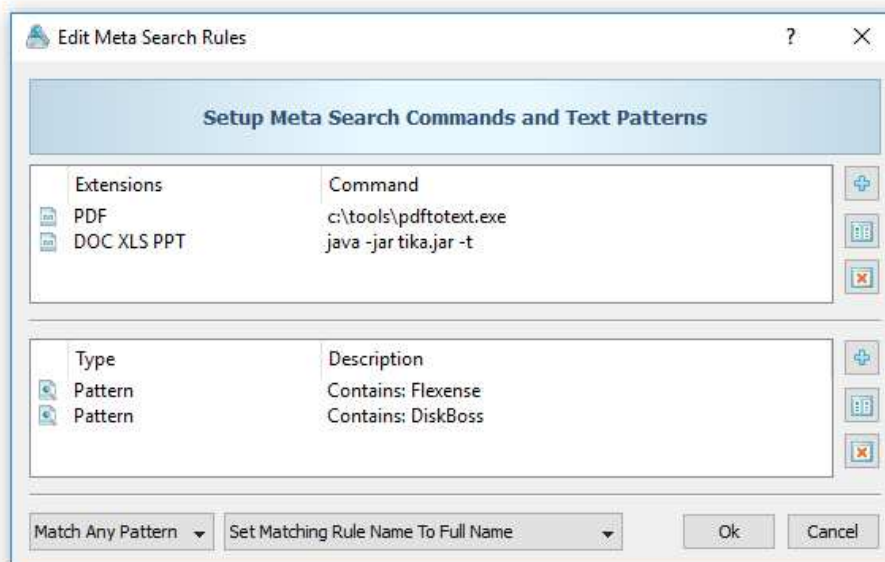 Edit Meta Search Rules ?
Setup Meta Search Commands and Text Patterns
Extensions Command
PDF c:\tools\pdftotext.exe
DOC XLS PPT java -jar tika.jar -t
Type Description
Pattern Contains: Flexense
Pattern Contains: DiskBoss
Match Any Pattern Set Matching Rule Name To Full Name Ok Cancel